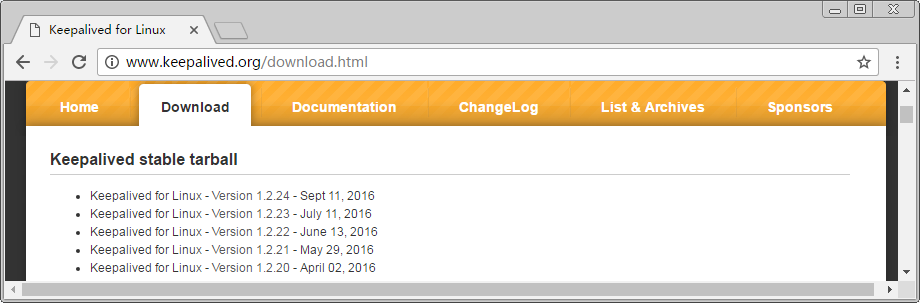 Keepalived for Linux
www.keepalived.org/download.html
Home Download Documentation ChangeLog List & Archives Sponsors
Keepalived stable tarball
Keepalived for Linux - Version 1.2.24 - Sept 11, 2016
Keepalived for Linux - Version 1.2.23 - July 11, 2016
Keepalived for Linux - Version 1.2.22 - June 13, 2016
Keepalived for Linux - Version 1.2.21 - May 29, 2016
Keepalived for Linux - Version 1.2.20 - April 02, 2016